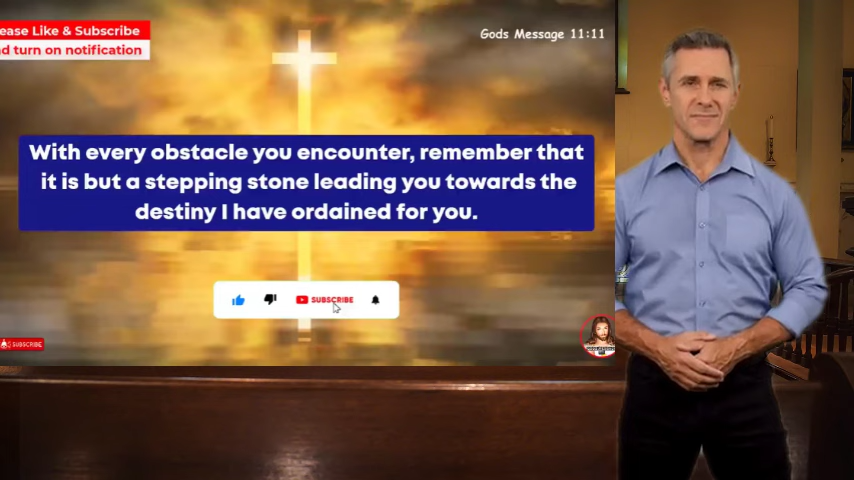 ease Like & Subscribe
nd turn on notification
Gods Message 11:11
With every obstacle you encounter, remember that
it is but a stepping stone leading you towards the
destiny I have ordained for you.
SUBSCRIBE
SUBSCRIBE